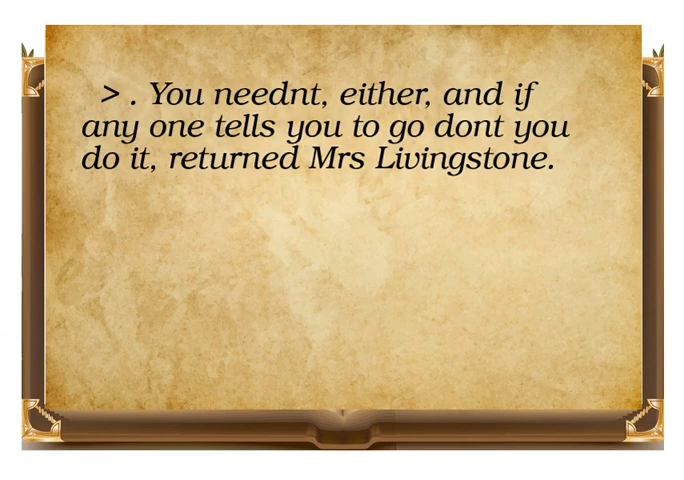 > . You neednt, either, and if
any one tells you to go dont you
do it, returned Mrs Livingstone.